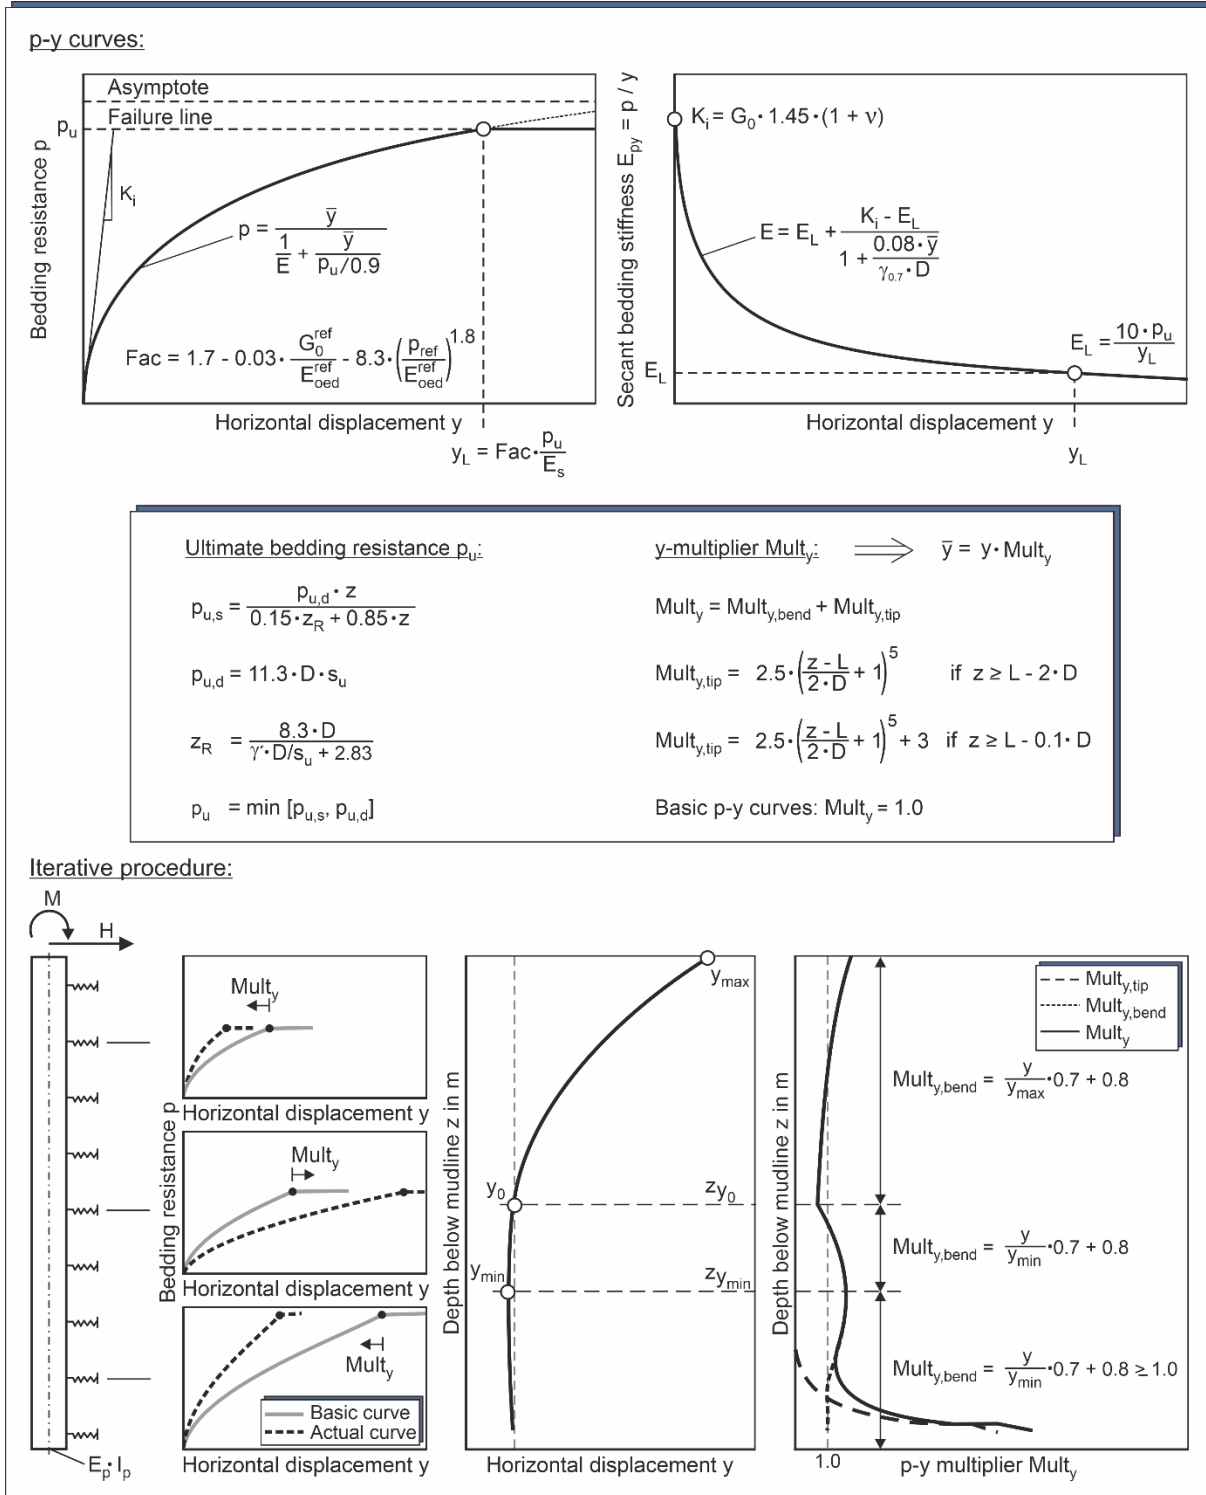 p-y curves:
Asymptote
Failure line
p_u
K_i
Bedding resistance p
p = ȳ / (1/E + ȳ/(p_u/0.9))
Fac = 1.7 - 0.03·G_0^ref/E_oed^ref - 8.3·(p_ref/E_oed^ref)^1.8
Horizontal displacement y
y_L = Fac·p_u/E_s
Secant bedding stiffness E_py = p / y
K_i = G_0·1.45·(1 + ν)
E = E_L + (K_i - E_L)/(1 + (0.08·ȳ)/(γ_0.7·D))
E_L = 10·p_u/y_L
E_L
Horizontal displacement y
y_L
Ultimate bedding resistance p_u:
p_u,s = (p_u,d · z)/(0.15·z_R + 0.85·z)
p_u,d = 11.3·D·s_u
z_R = (8.3·D)/(γ'·D/s_u + 2.83)
p_u = min [p_u,s, p_u,d]
y-multiplier Mult_y: ⟹ ȳ = y·Mult_y
Mult_y = Mult_y,bend + Mult_y,tip
Mult_y,tip = 2.5·((z - L)/(2·D) + 1)^5 if z ≥ L - 2·D
Mult_y,tip = 2.5·((z - L)/(2·D) + 1)^5 + 3 if z ≥ L - 0.1·D
Basic p-y curves: Mult_y = 1.0
Iterative procedure:
M
H
E_p·I_p
Bedding resistance p
Mult_y
Horizontal displacement y
Mult_y
Horizontal displacement y
Mult_y
Basic curve
Actual curve
Horizontal displacement y
Depth below mudline z in m
y_max
y_0
z_y_0
y_min
z_y_min
Horizontal displacement y
Depth below mudline z in m
Mult_y,tip
Mult_y,bend
Mult_y
Mult_y,bend = y/y_max·0.7 + 0.8
Mult_y,bend = y/y_min·0.7 + 0.8
Mult_y,bend = y/y_min·0.7 + 0.8 ≥ 1.0
1.0
p-y multiplier Mult_y